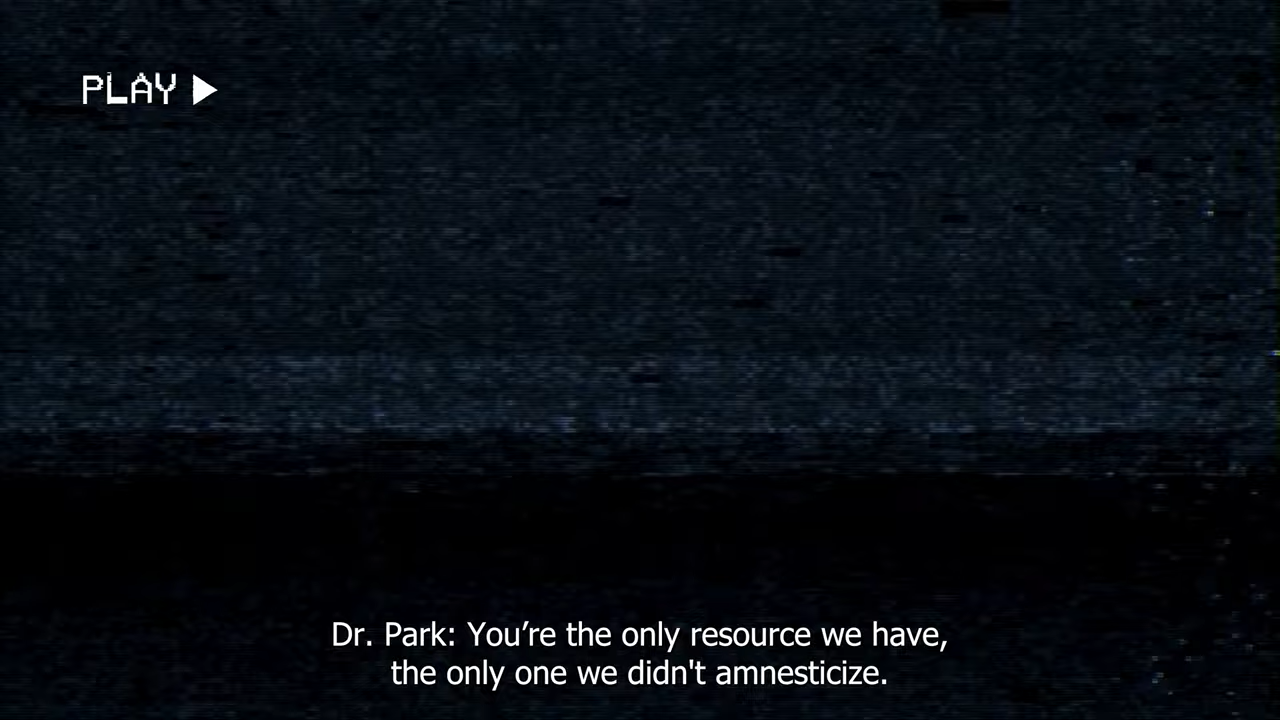 PLAY ▶
Dr. Park: You’re the only resource we have,
the only one we didn't amnesticize.